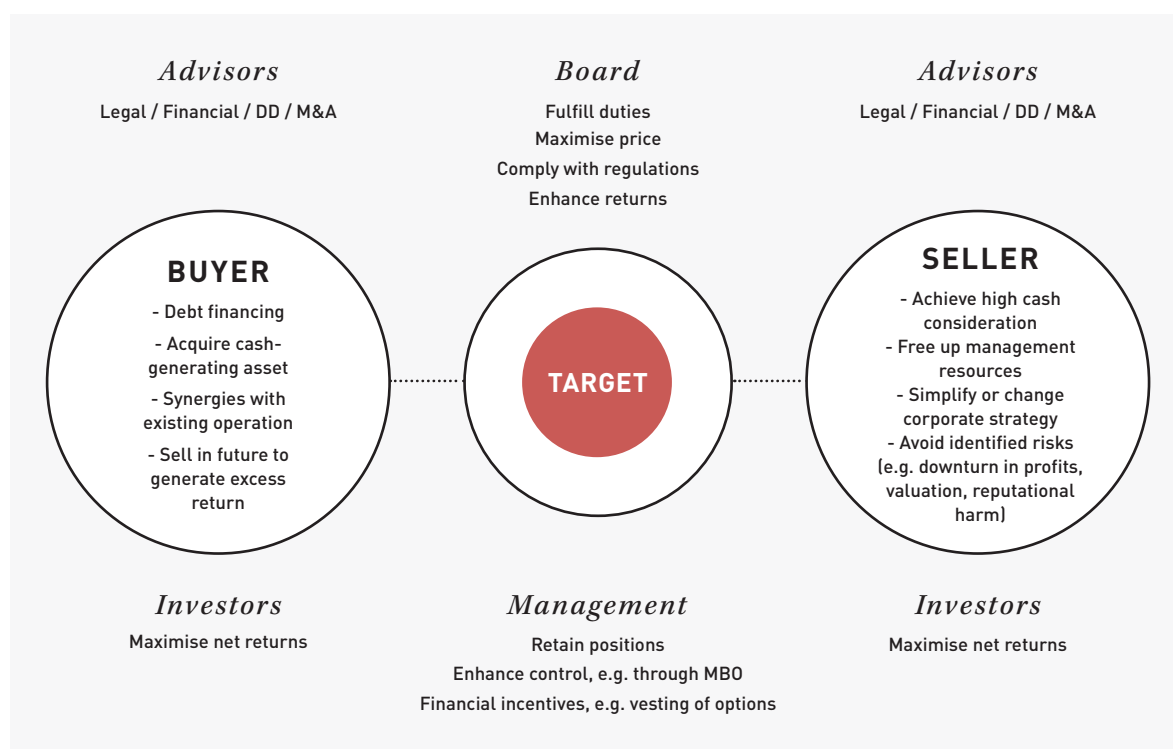 Advisors
Legal / Financial / DD / M&A
Board
Fulfill duties
Maximise price
Comply with regulations
Enhance returns
Advisors
Legal / Financial / DD / M&A
BUYER
- Debt financing
- Acquire cash-
generating asset
- Synergies with
existing operation
- Sell in future to
generate excess
return
TARGET
SELLER
- Achieve high cash
consideration
- Free up management
resources
- Simplify or change
corporate strategy
- Avoid identified risks
(e.g. downturn in profits,
valuation, reputational
harm)
Investors
Maximise net returns
Management
Retain positions
Enhance control, e.g. through MBO
Financial incentives, e.g. vesting of options
Investors
Maximise net returns